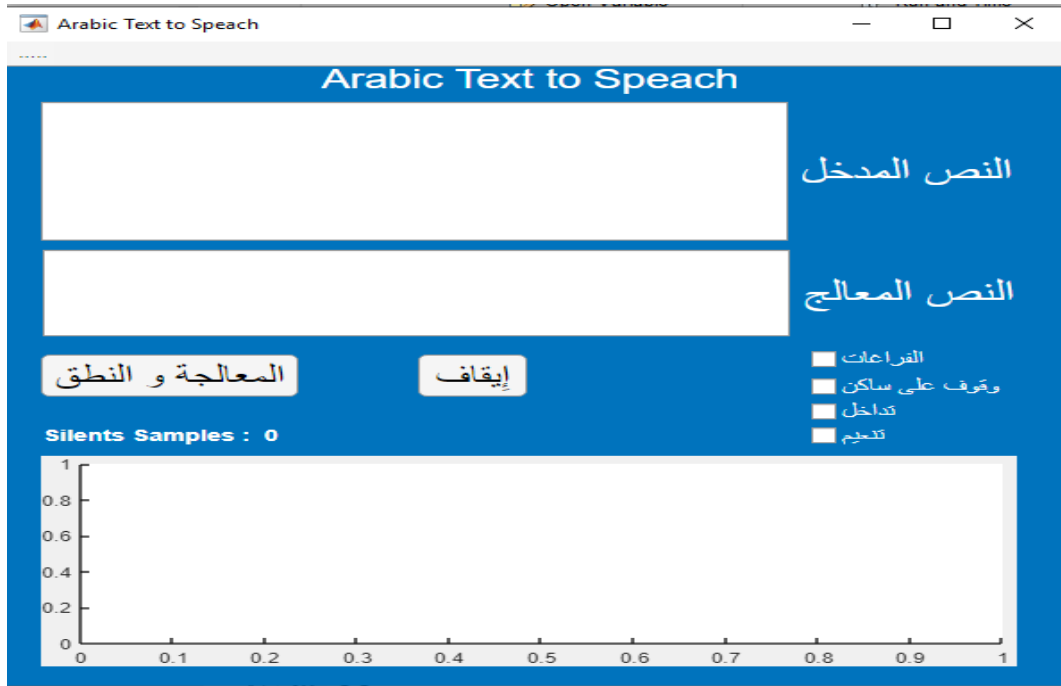 Arabic Text to Speach
-----
Arabic Text to Speach
النص المدخل
النص المعالج
المعالجة و النطق
إيقاف
الفراغات
وقوف على ساكن
تداخل
تنعيم
Silents Samples : 0
1
0.8
0.6
0.4
0.2
0
0 0.1 0.2 0.3 0.4 0.5 0.6 0.7 0.8 0.9 1